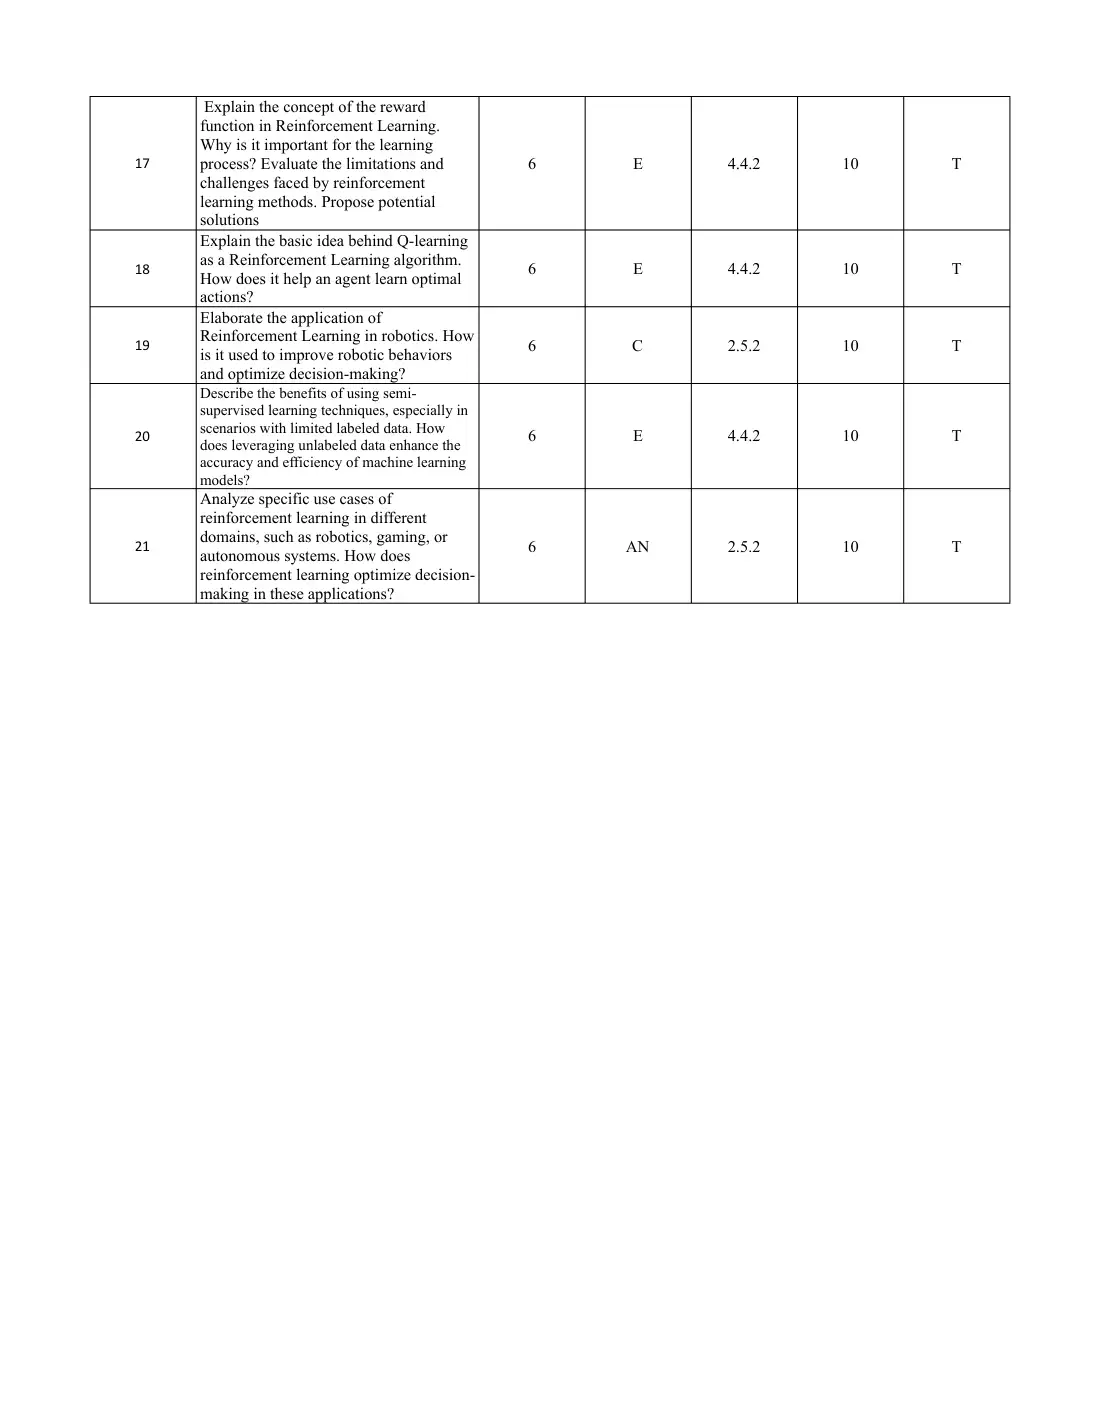 17
Explain the concept of the reward
function in Reinforcement Learning.
Why is it important for the learning
process? Evaluate the limitations and
challenges faced by reinforcement
learning methods. Propose potential
solutions
6
E
4.4.2
10
T
18
Explain the basic idea behind Q-learning
as a Reinforcement Learning algorithm.
How does it help an agent learn optimal
actions?
6
E
4.4.2
10
T
19
Elaborate the application of
Reinforcement Learning in robotics. How
is it used to improve robotic behaviors
and optimize decision-making?
6
C
2.5.2
10
T
20
Describe the benefits of using semi-
supervised learning techniques, especially in
scenarios with limited labeled data. How
does leveraging unlabeled data enhance the
accuracy and efficiency of machine learning
models?
6
E
4.4.2
10
T
21
Analyze specific use cases of
reinforcement learning in different
domains, such as robotics, gaming, or
autonomous systems. How does
reinforcement learning optimize decision-
making in these applications?
6
AN
2.5.2
10
T